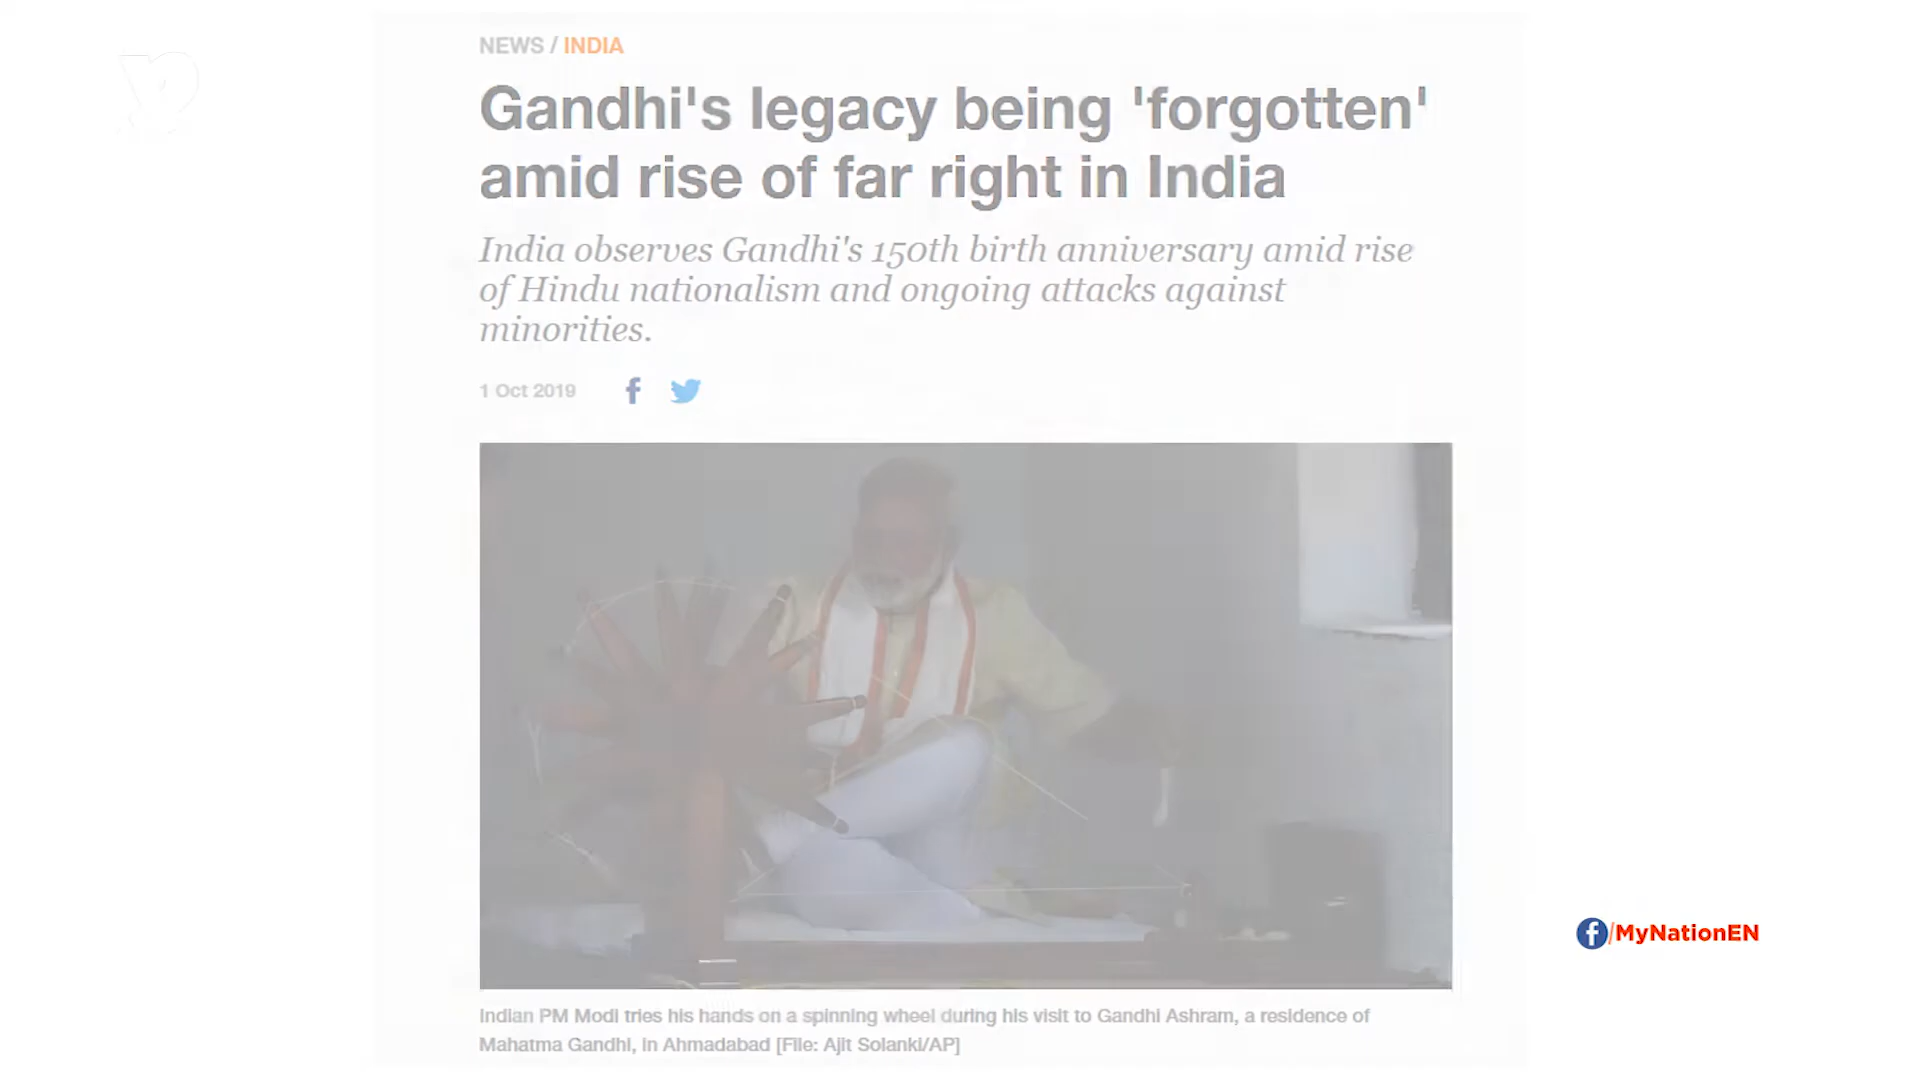 NEWS / INDIA
Gandhi's legacy being 'forgotten'
amid rise of far right in India
India observes Gandhi's 150th birth anniversary amid rise
of Hindu nationalism and ongoing attacks against
minorities.
1 Oct 2019
Indian PM Modi tries his hands on a spinning wheel during his visit to Gandhi Ashram, a residence of
Mahatma Gandhi, in Ahmadabad [File: Ajit Solanki/AP]
/MyNationEN